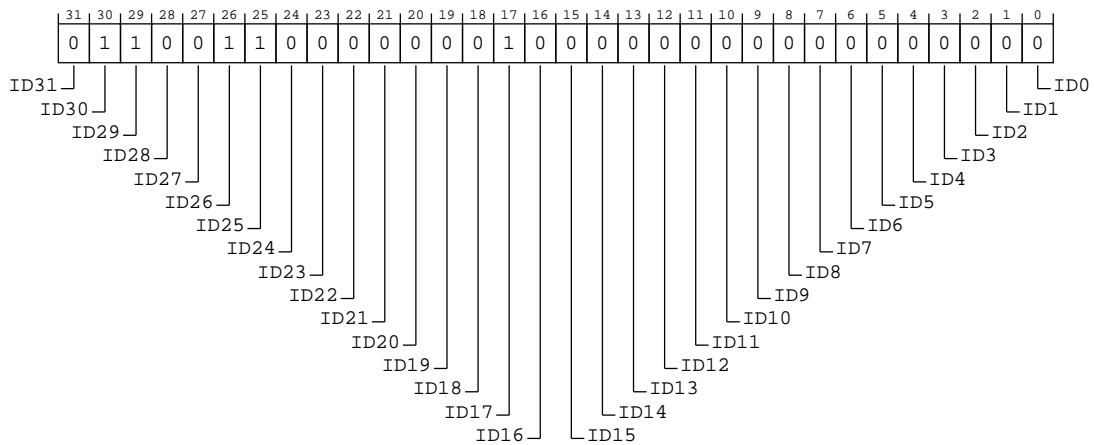 31 30 29 28 27 26 25 24 23 22 21 20 19 18 17 16 15 14 13 12 11 10 9 8 7 6 5 4 3 2 1 0
0 1 1 0 0 1 1 0 0 0 0 0 0 0 1 0 0 0 0 0 0 0 0 0 0 0 0 0 0 0 0 0
ID31 ID0
ID30 ID1
ID29 ID2
ID28 ID3
ID27 ID4
ID26 ID5
ID25 ID6
ID24 ID7
ID23 ID8
ID22 ID9
ID21 ID10
ID20 ID11
ID19 ID12
ID18 ID13
ID17 ID14
ID16 ID15